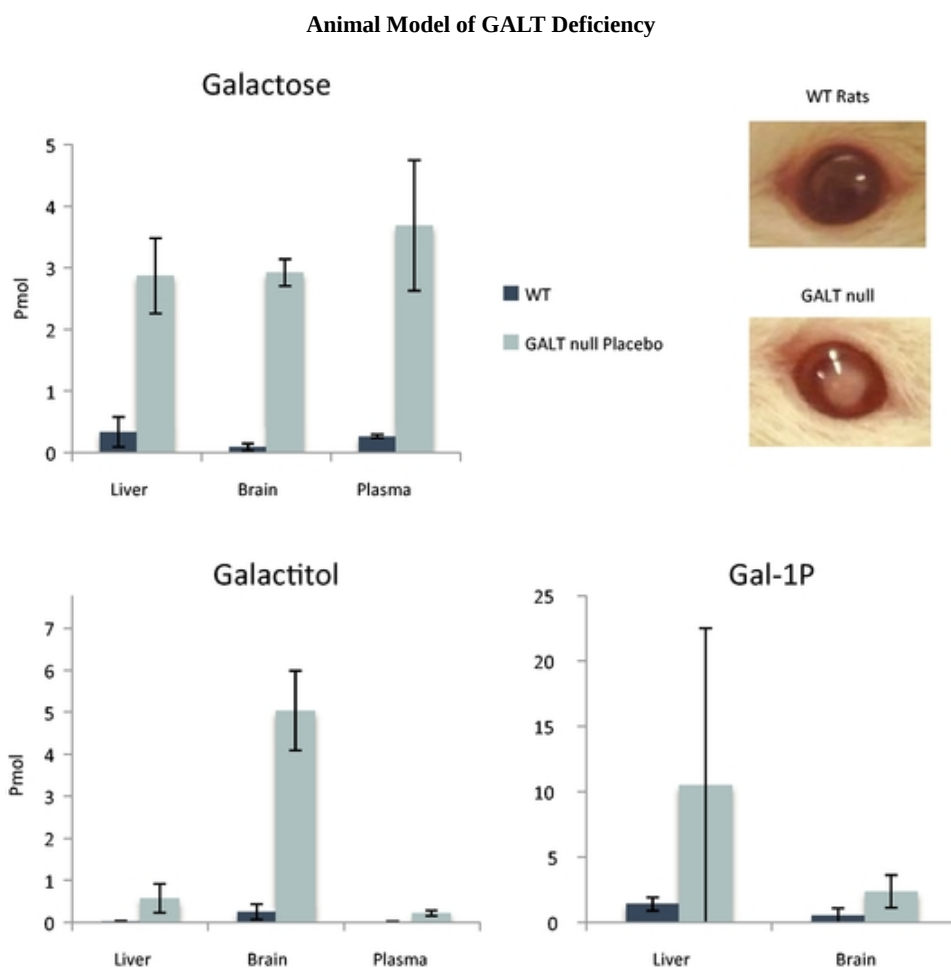 Animal Model of GALT Deficiency
Galactose
5
4
3
2
1
0
Pmol
Liver Brain Plasma
WT
GALT null Placebo
WT Rats
GALT null
Galactitol
7
6
5
4
3
2
1
0
Pmol
Liver Brain Plasma
Gal-1P
25
20
15
10
5
0
Liver Brain